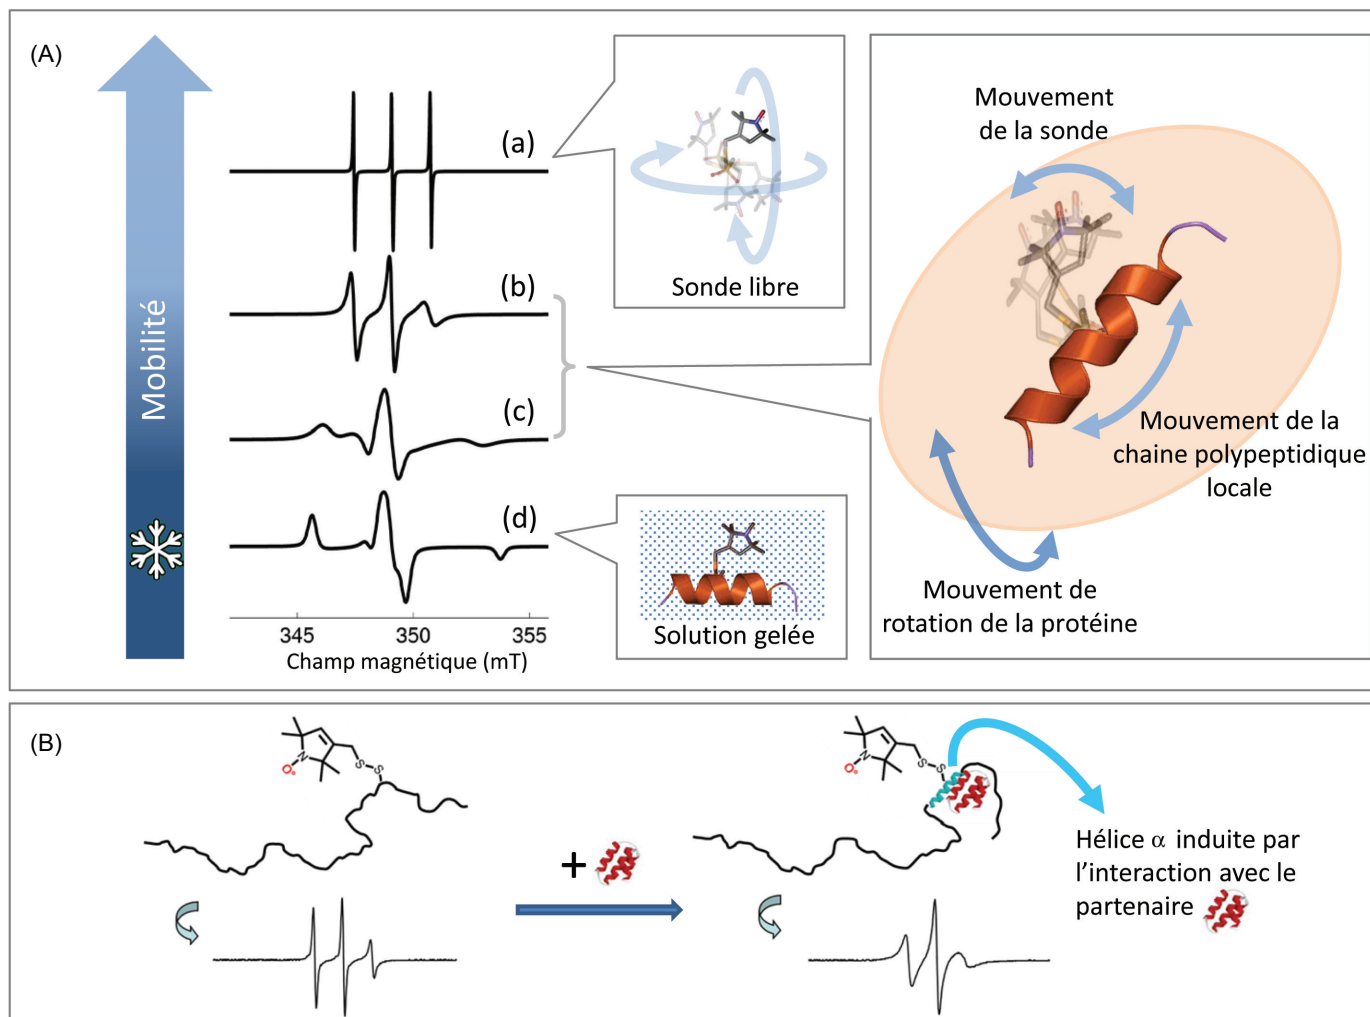 (A)
Mobilité
(a)
(b)
(c)
(d)
345
350
355
Champ magnétique (mT)
Sonde libre
Solution gelée
Mouvement
de la sonde
Mouvement de la
chaine polypeptidique
locale
Mouvement de
rotation de la protéine
(B)
N
O•
S
S
+
N
O•
S
S
Hélice α induite par
l'interaction avec le
partenaire